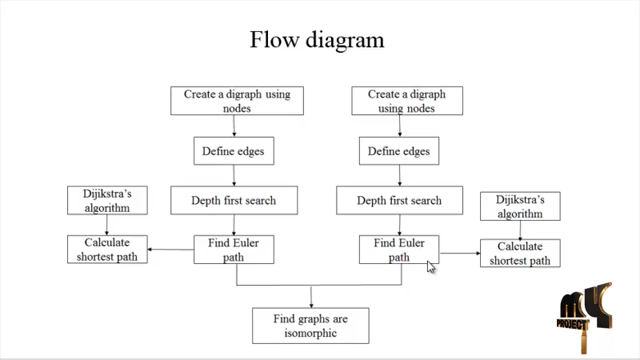 Flow diagram
Create a digraph using
nodes
Create a digraph
using nodes
Define edges
Define edges
Dijikstra's
algorithm
Depth first search
Depth first search
Dijikstra's
algorithm
Calculate
shortest path
Find Euler
path
Find Euler
path
Calculate
shortest path
Find graphs are
isomorphic
MY
PROJECT